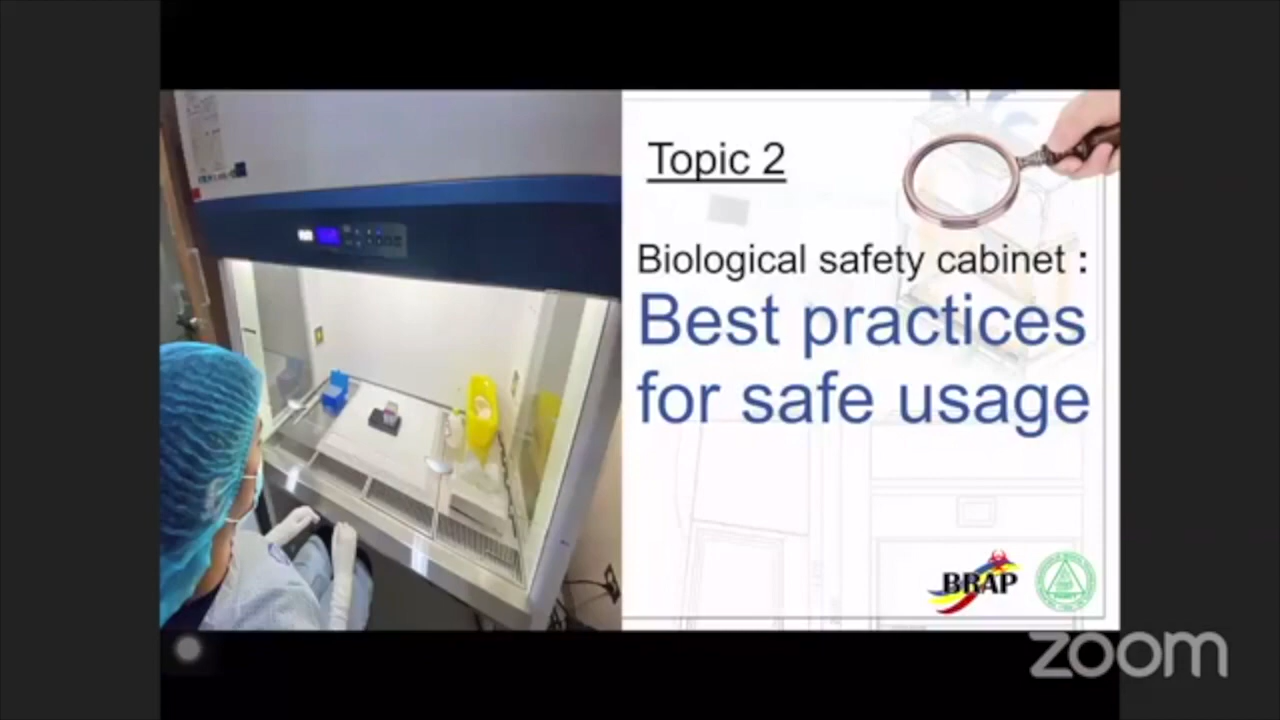 Topic 2
Biological safety cabinet :
Best practices
for safe usage
BRAP
zoom